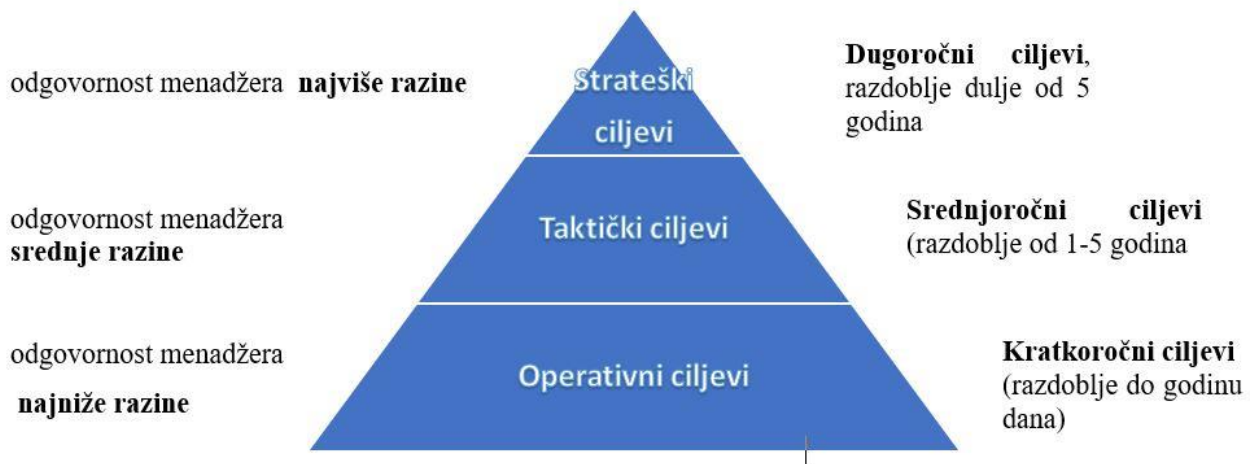 odgovornost menadžera najviše razine
Strateški
ciljevi
Dugoročni ciljevi,
razdoblje dulje od 5
godina
odgovornost menadžera
srednje razine
Taktički ciljevi
Srednjoročni ciljevi
(razdoblje od 1-5 godina
odgovornost menadžera
najniže razine
Operativni ciljevi
Kratkoročni ciljevi
(razdoblje do godinu
dana)